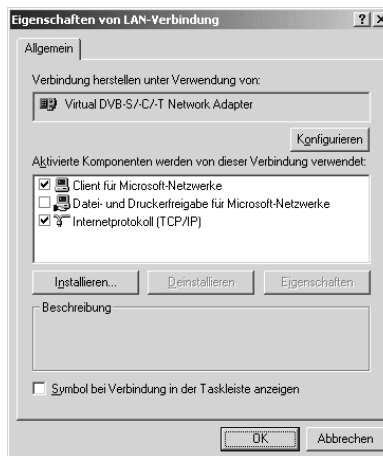 Eigenschaften von LAN-Verbindung
Allgemein
Verbindung herstellen unter Verwendung von:
Virtual DVB-S/-C/-T Network Adapter
Konfigurieren
Aktivierte Komponenten werden von dieser Verbindung verwendet:
Client für Microsoft-Netzwerke
Datei- und Druckerfreigabe für Microsoft-Netzwerke
Internetprotokoll (TCP/IP)
Installieren...
Deinstallieren
Eigenschaften
Beschreibung
Symbol bei Verbindung in der Taskleiste anzeigen
OK
Abbrechen